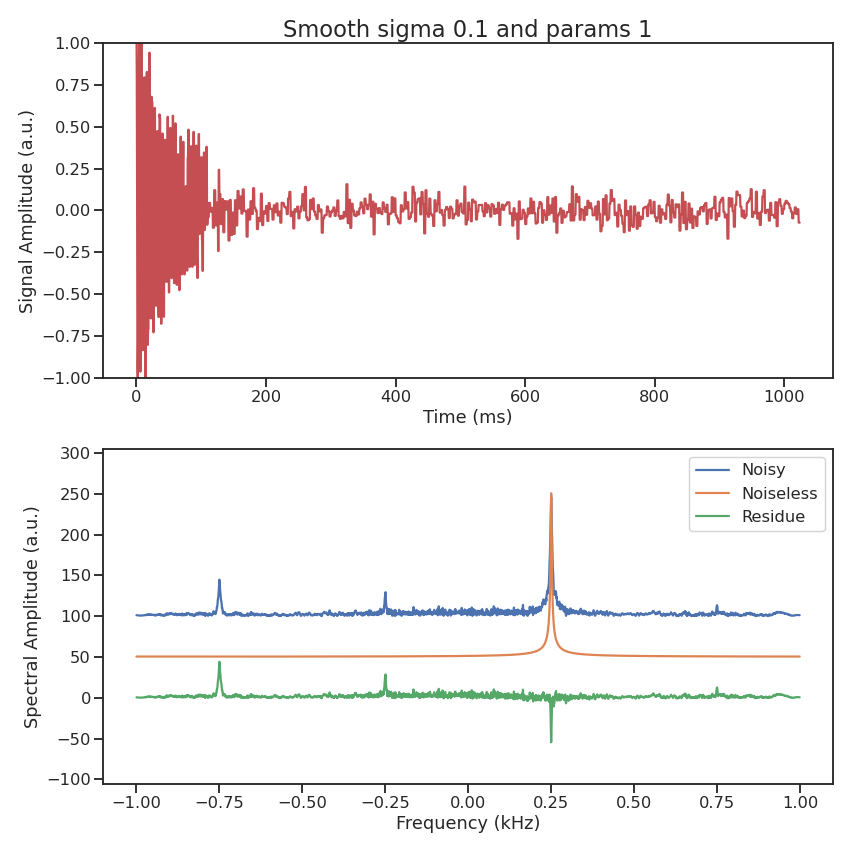 Smooth sigma 0.1 and params 1
1.00
0.75
0.50
0.25
0.00
−0.25
−0.50
−0.75
−1.00
Signal Amplitude (a.u.)
0 200 400 600 800 1000
Time (ms)
300
250
200
150
100
50
0
−50
−100
Spectral Amplitude (a.u.)
Noisy
Noiseless
Residue
−1.00 −0.75 −0.50 −0.25 0.00 0.25 0.50 0.75 1.00
Frequency (kHz)